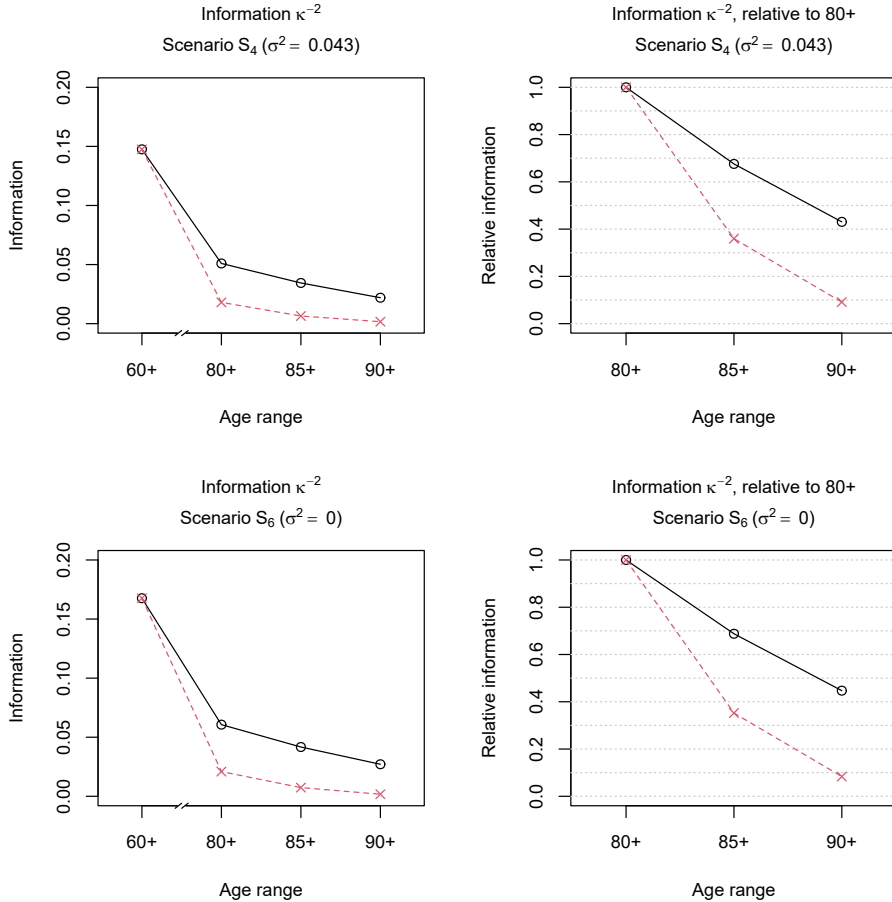 Information κ⁻²
Scenario S₄ (σ² = 0.043)
Information
0.20
0.15
0.10
0.05
0.00
60+ 80+ 85+ 90+
Age range
Information κ⁻², relative to 80+
Scenario S₄ (σ² = 0.043)
Relative information
1.0
0.8
0.6
0.4
0.2
0.0
80+ 85+ 90+
Age range
Information κ⁻²
Scenario S₆ (σ² = 0)
Information
0.20
0.15
0.10
0.05
0.00
60+ 80+ 85+ 90+
Age range
Information κ⁻², relative to 80+
Scenario S₆ (σ² = 0)
Relative information
1.0
0.8
0.6
0.4
0.2
0.0
80+ 85+ 90+
Age range